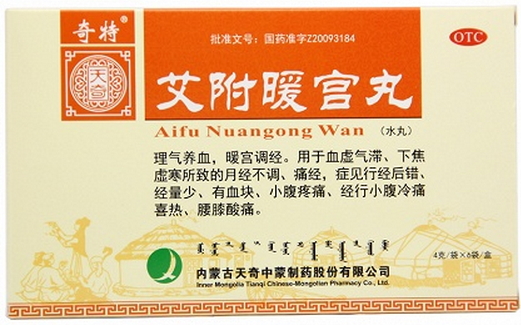 奇特®
天奇
批准文号：国药准字Z20093184
OTC
艾附暖宫丸
Aifu Nuangong Wan （水丸）
理气养血，暖宫调经。用于血虚气滞、下焦
虚寒所致的月经不调、痛经，症见行经后错、
经量少、有血块、小腹疼痛、经行小腹冷痛
喜热、腰膝酸痛。
4克/袋×6袋/盒
内蒙古天奇中蒙制药股份有限公司
Inner Mongolia Tianqi Chinese-Mongolian Pharmacy Co., Ltd.